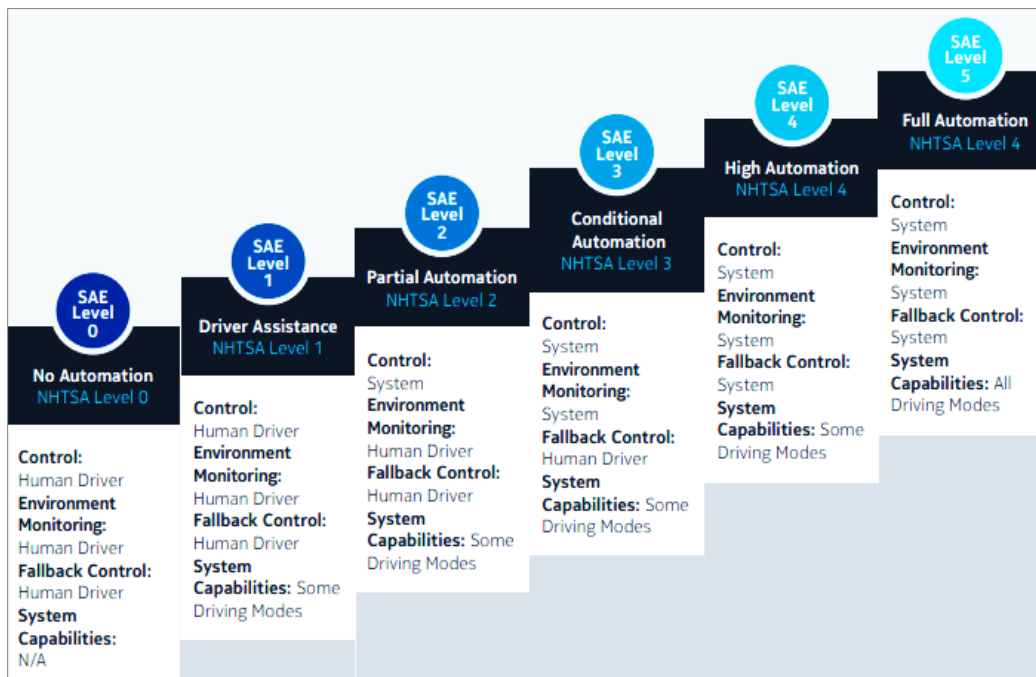 SAE
Level
0
No Automation
NHTSA Level 0
Control:
Human Driver
Environment
Monitoring:
Human Driver
Fallback Control:
Human Driver
System
Capabilities:
N/A
SAE
Level
1
Driver Assistance
NHTSA Level 1
Control:
Human Driver
Environment
Monitoring:
Human Driver
Fallback Control:
Human Driver
System
Capabilities: Some
Driving Modes
SAE
Level
2
Partial Automation
NHTSA Level 2
Control:
System
Environment
Monitoring:
Human Driver
Fallback Control:
Human Driver
System
Capabilities: Some
Driving Modes
SAE
Level
3
Conditional
Automation
NHTSA Level 3
Control:
System
Environment
Monitoring:
System
Fallback Control:
Human Driver
System
Capabilities: Some
Driving Modes
SAE
Level
4
High Automation
NHTSA Level 4
Control:
System
Environment
Monitoring:
System
Fallback Control:
System
System
Capabilities: Some
Driving Modes
SAE
Level
5
Full Automation
NHTSA Level 4
Control:
System
Environment
Monitoring:
System
Fallback Control:
System
System
Capabilities: All
Driving Modes